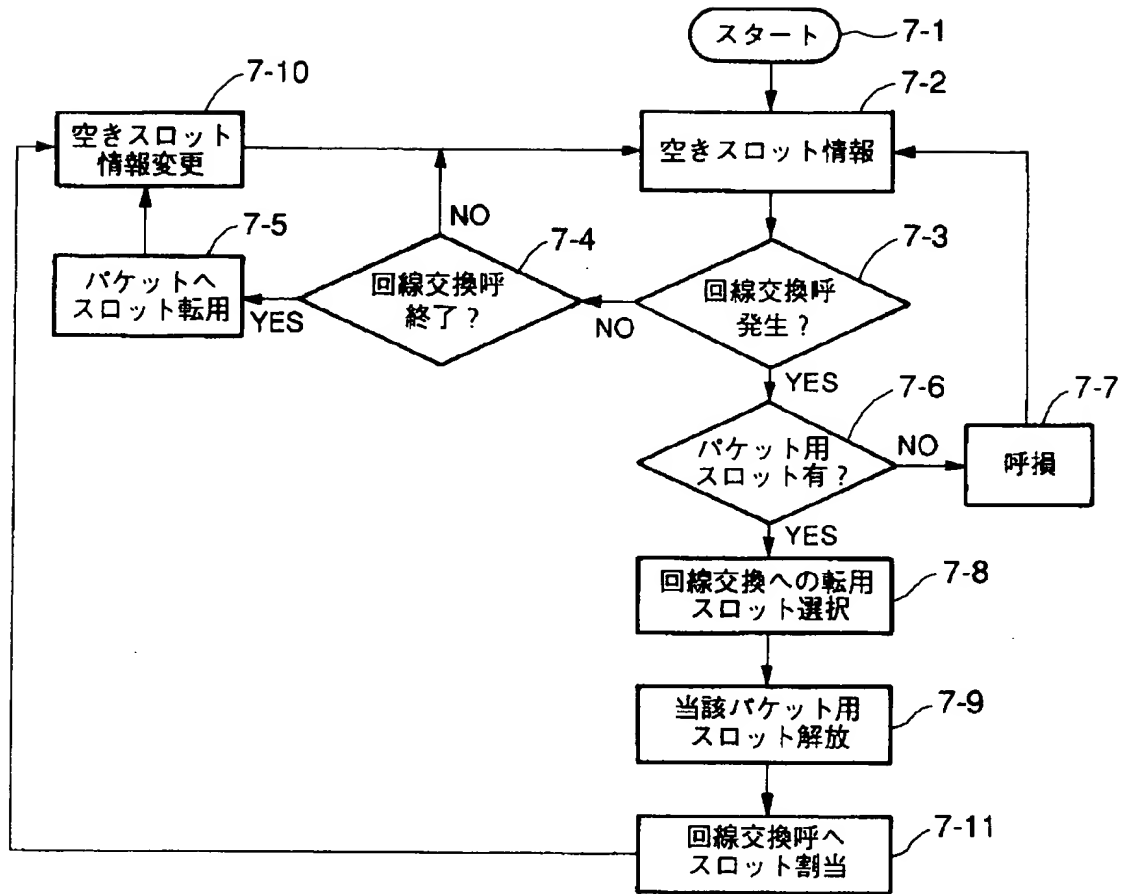 スタート
7-1
7-2
空きスロット情報
7-10
空きスロット
情報変更
7-3
回線交換呼
発生？
NO
YES
7-4
回線交換呼
終了？
NO
YES
7-5
パケットへ
スロット転用
7-6
パケット用
スロット有？
NO
YES
7-7
呼損
7-8
回線交換への転用
スロット選択
7-9
当該パケット用
スロット解放
7-11
回線交換呼へ
スロット割当